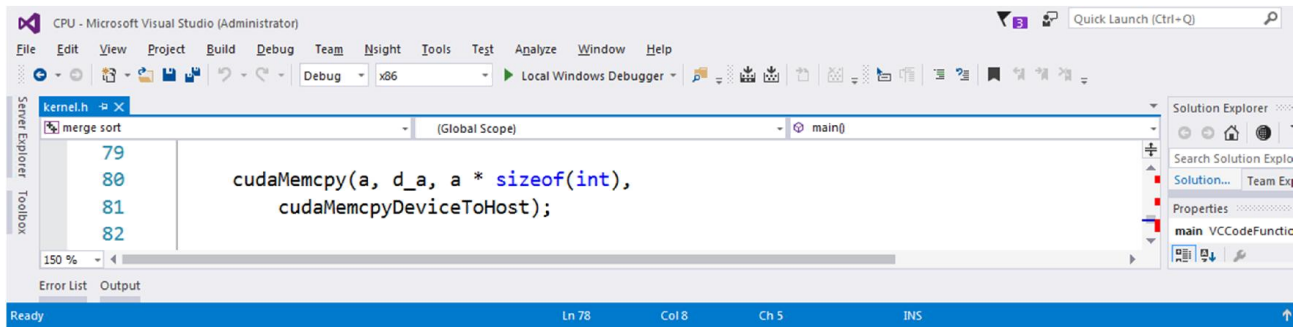 CPU - Microsoft Visual Studio (Administrator)
3
Quick Launch (Ctrl+Q)
File Edit View Project Build Debug Team Nsight Tools Test Analyze Window Help
Debug x86 Local Windows Debugger
Server Explorer
Toolbox
kernel.h
merge sort (Global Scope) main()
79
80 cudaMemcpy(a, d_a, a * sizeof(int),
81 cudaMemcpyDeviceToHost);
82
150 %
Solution Explorer
Search Solution Explo
Solution... Team Exp
Properties
main VCCodeFunctio
Error List Output
Ready Ln 78 Col 8 Ch 5 INS